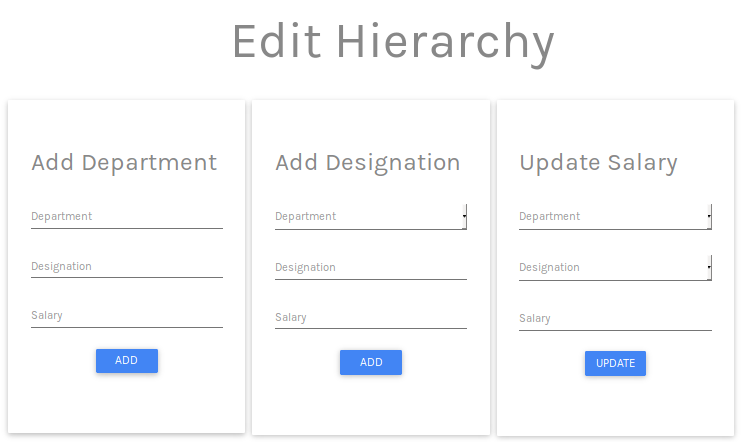 Edit Hierarchy
Add Department
Department
Designation
Salary
ADD
Add Designation
Department
Designation
Salary
ADD
Update Salary
Department
Designation
Salary
UPDATE